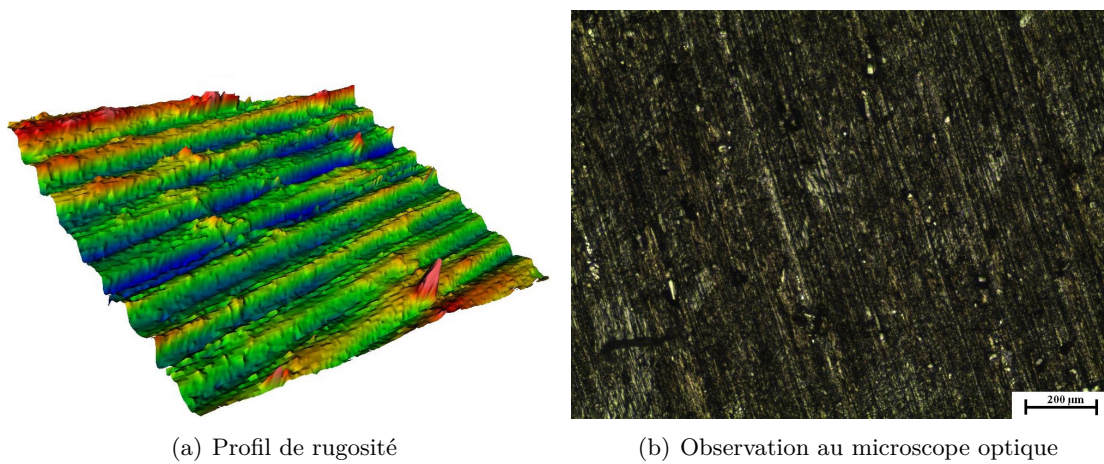 200 µm
(a) Profil de rugosité
(b) Observation au microscope optique